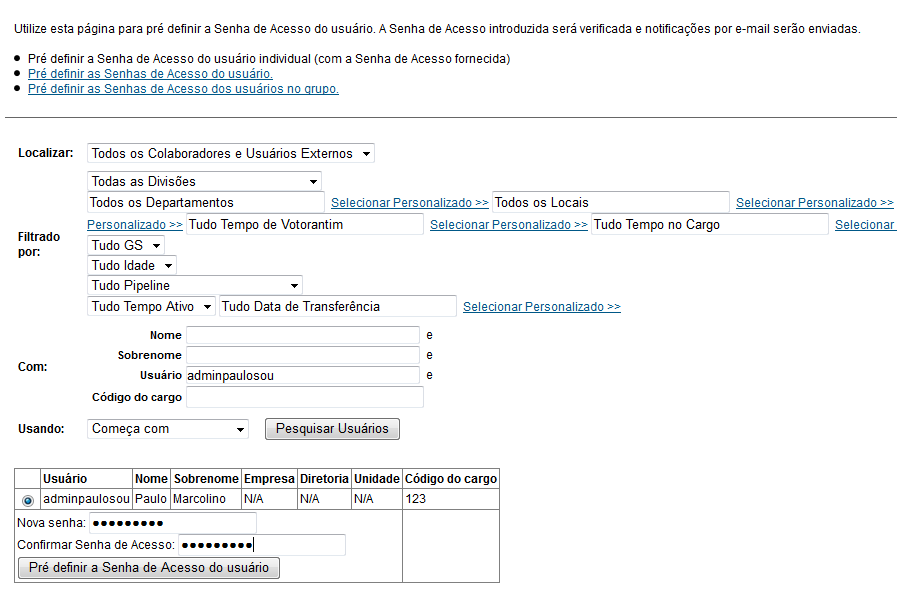 Utilize esta página para pré definir a Senha de Acesso do usuário. A Senha de Acesso introduzida será verificada e notificações por e-mail serão enviadas.
Pré definir a Senha de Acesso do usuário individual (com a Senha de Acesso fornecida)
Pré definir as Senhas de Acesso do usuário.
Pré definir as Senhas de Acesso dos usuários no grupo.
Localizar: Todos os Colaboradores e Usuários Externos
Filtrado por:
Todas as Divisões
Todos os Departamentos Selecionar Personalizado >> Todos os Locais Selecionar Personalizado >>
Personalizado >> Tudo Tempo de Votorantim Selecionar Personalizado >> Tudo Tempo no Cargo Selecionar
Tudo GS
Tudo Idade
Tudo Pipeline
Tudo Tempo Ativo Tudo Data de Transferência Selecionar Personalizado >>
Com:
Nome e
Sobrenome e
Usuário adminpaulosou e
Código do cargo
Usando: Começa com Pesquisar Usuários
Usuário Nome Sobrenome Empresa Diretoria Unidade Código do cargo
adminpaulosou Paulo Marcolino N/A N/A N/A 123
Nova senha: ●●●●●●●●●
Confirmar Senha de Acesso: ●●●●●●●●●
Pré definir a Senha de Acesso do usuário